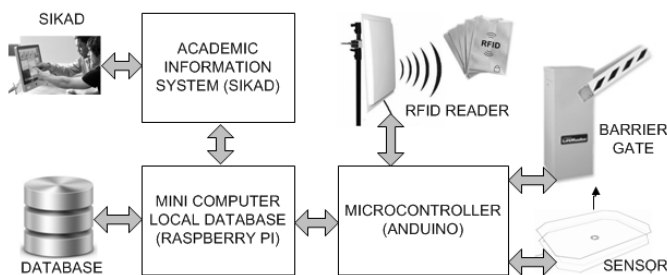 SIKAD
ACADEMIC
INFORMATION
SYSTEM (SIKAD)
RFID
RFID READER
BARRIER
GATE
DATABASE
MINI COMPUTER
LOCAL DATABASE
(RASPBERRY PI)
MICROCONTROLLER
(ANDUINO)
SENSOR